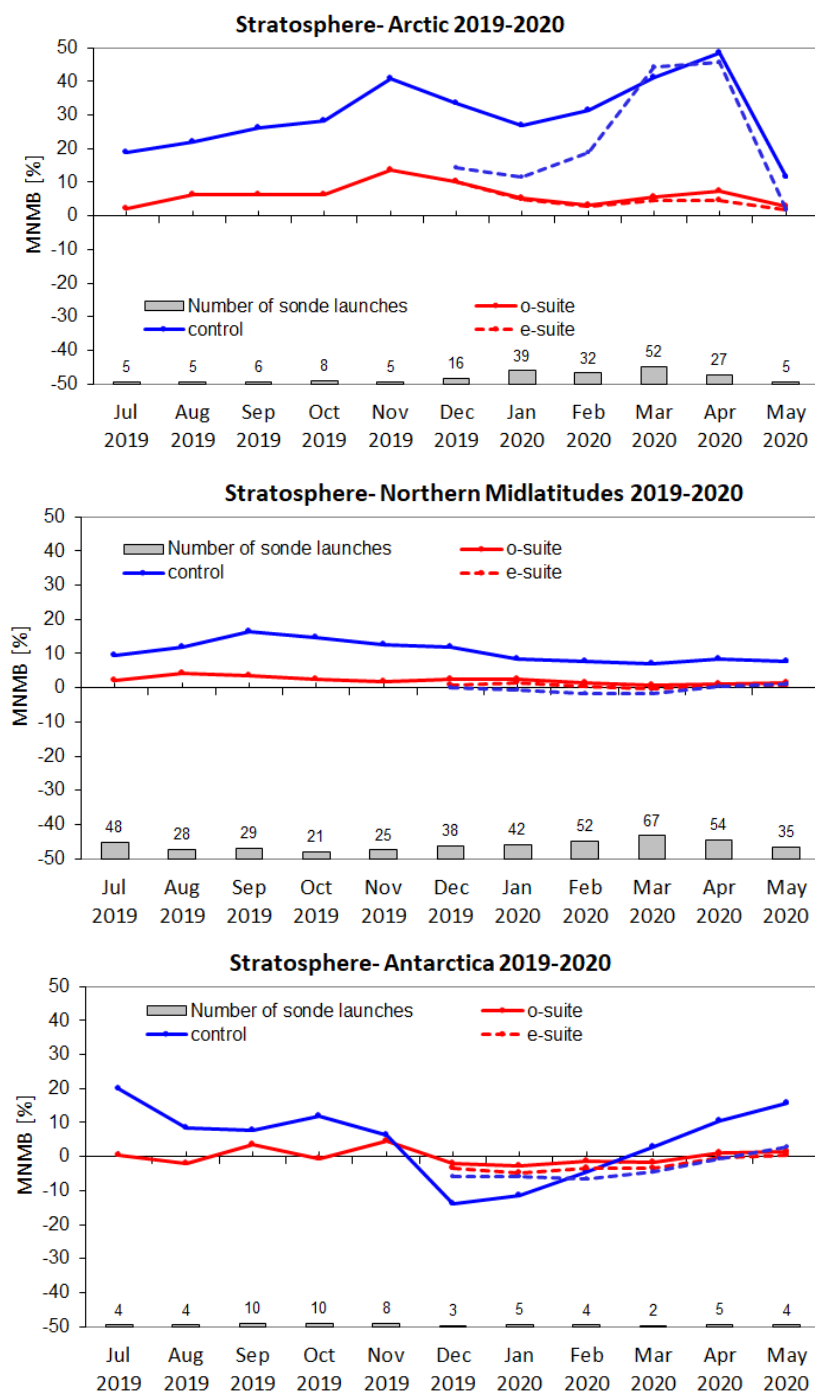 Stratosphere- Arctic 2019-2020
MNMB [%]
50
40
30
20
10
0
-10
-20
-30
-40
-50
Number of sonde launches
o-suite
control
e-suite
5 5 6 8 5 16 39 32 52 27 5
Jul Aug Sep Oct Nov Dec Jan Feb Mar Apr May
2019 2019 2019 2019 2019 2019 2020 2020 2020 2020 2020
Stratosphere- Northern Midlatitudes 2019-2020
MNMB [%]
50
40
30
20
10
0
-10
-20
-30
-40
-50
Number of sonde launches
o-suite
control
e-suite
48 28 29 21 25 38 42 52 67 54 35
Jul Aug Sep Oct Nov Dec Jan Feb Mar Apr May
2019 2019 2019 2019 2019 2019 2020 2020 2020 2020 2020
Stratosphere- Antarctica 2019-2020
MNMB [%]
50
40
30
20
10
0
-10
-20
-30
-40
-50
Number of sonde launches
o-suite
control
e-suite
4 4 10 10 8 3 5 4 2 5 4
Jul Aug Sep Oct Nov Dec Jan Feb Mar Apr May
2019 2019 2019 2019 2019 2019 2020 2020 2020 2020 2020